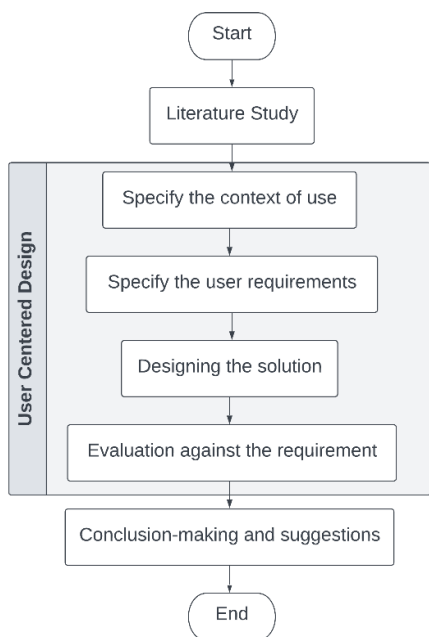 Start
Literature Study
User Centered Design
Specify the context of use
Specify the user requirements
Designing the solution
Evaluation against the requirement
Conclusion-making and suggestions
End